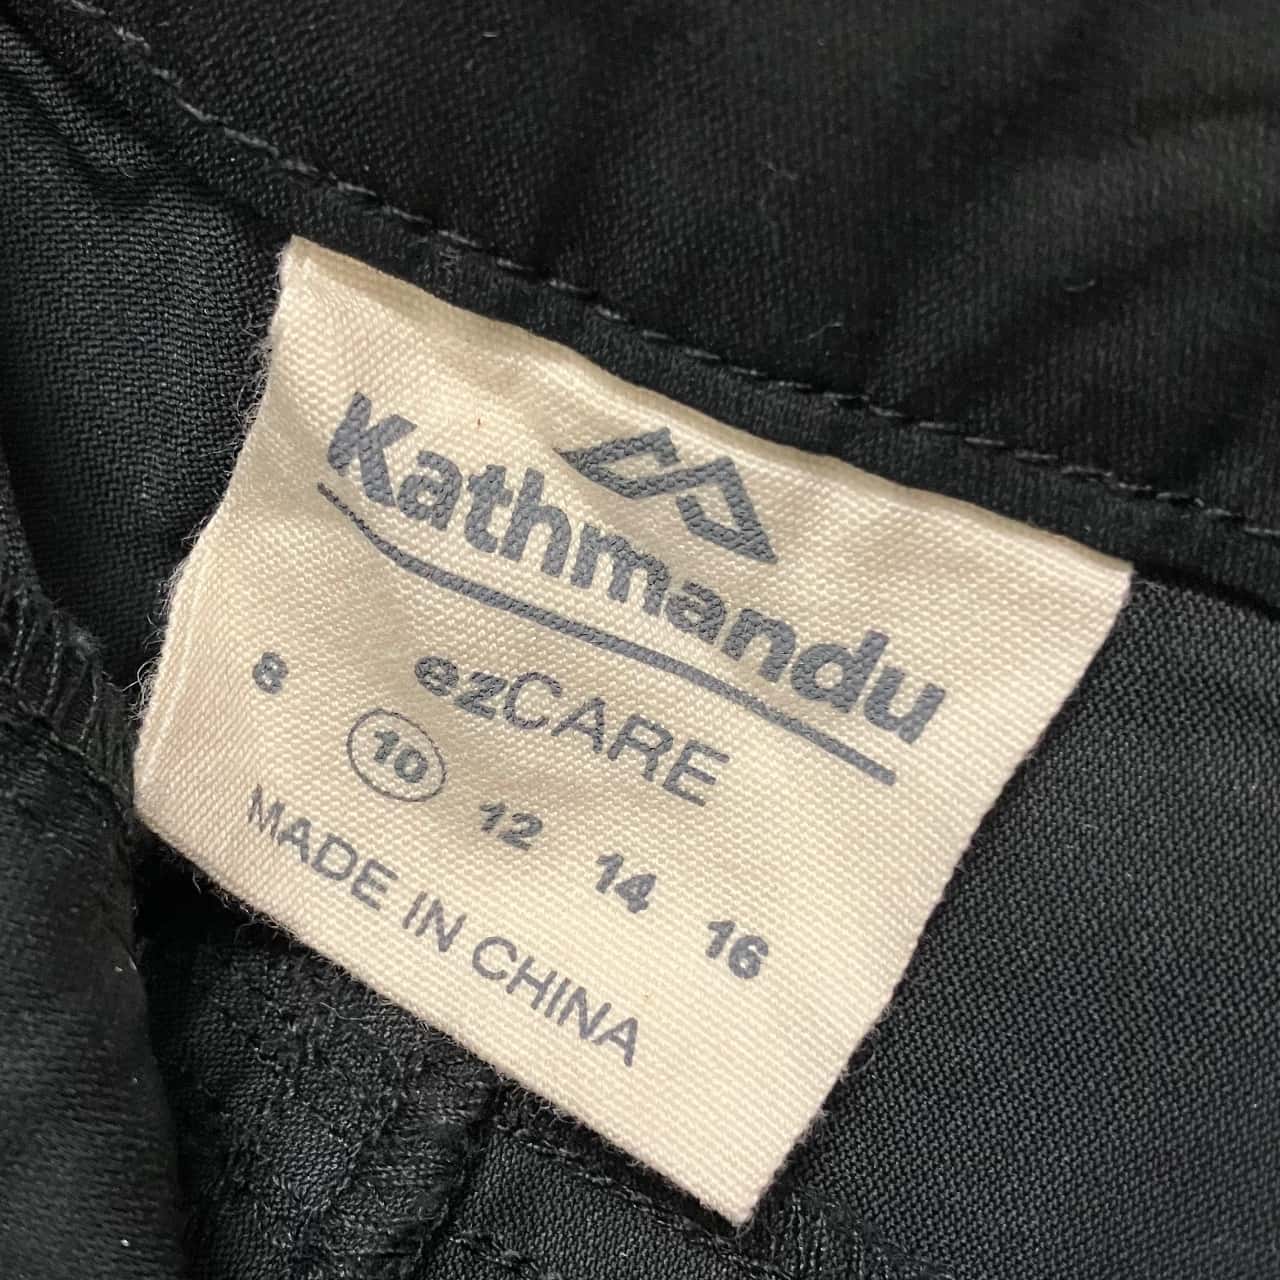 Kathmandu
ezCARE
8 10 12 14 16
MADE IN CHINA